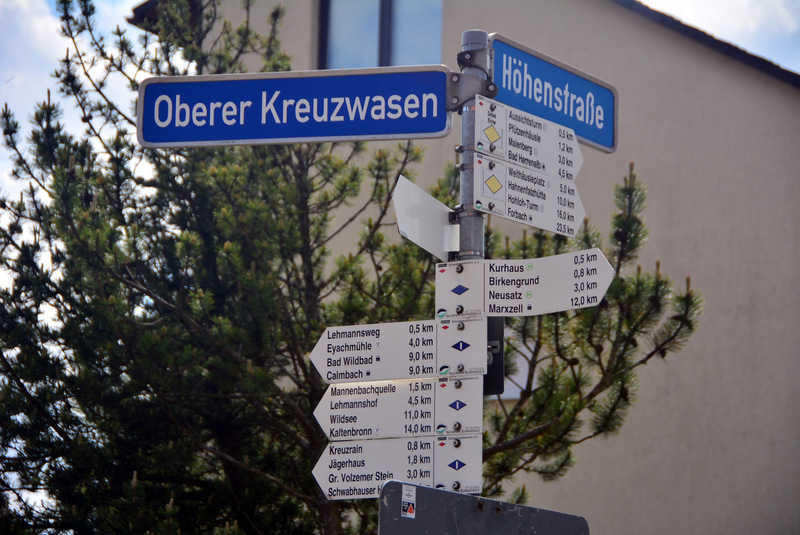 Oberer Kreuzwasen
Höhenstraße
Aussichtsturm 0,5 km
Pfützenhäusle 1,2 km
Maienberg 3,0 km
Bad Herrenalb 4,5 km
Weithäusleplatz 5,0 km
Hahnenfalzhütte 10,0 km
Hohloh-Turm 16,0 km
Forbach 23,5 km
Kurhaus 0,5 km
Birkengrund 0,8 km
Neusatz 3,0 km
Marxzell 12,0 km
Lehmannsweg 0,5 km
Eyachmühle 4,0 km
Bad Wildbad 9,0 km
Calmbach 9,0 km
Mannenbachquelle 1,5 km
Lehmannshof 4,5 km
Wildsee 11,0 km
Kaltenbronn 14,0 km
Kreuzrain 0,8 km
Jägerhaus 1,8 km
Gr. Volzemer Stein 3,0 km
Schwabhauser